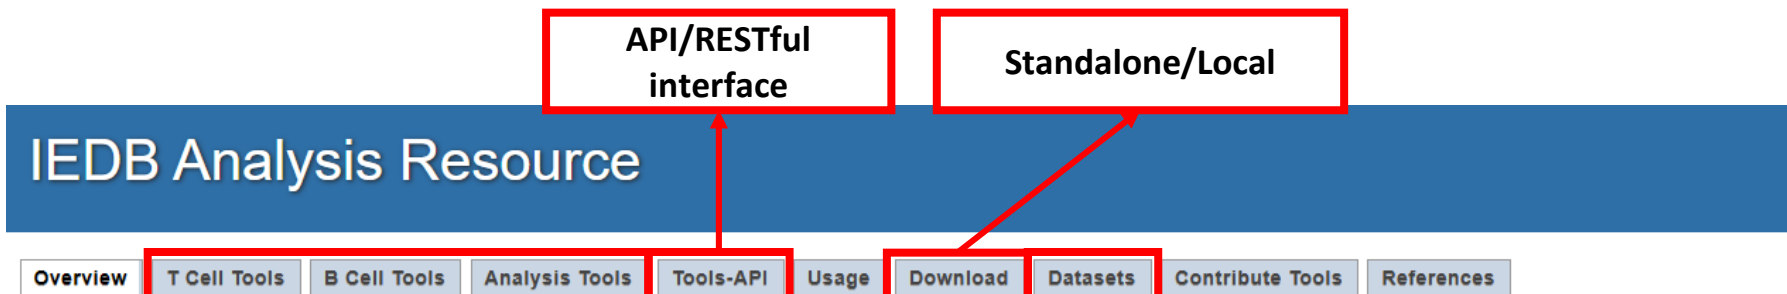 API/RESTful
interface
Standalone/Local
IEDB Analysis Resource
Overview T Cell Tools B Cell Tools Analysis Tools Tools-API Usage Download Datasets Contribute Tools References